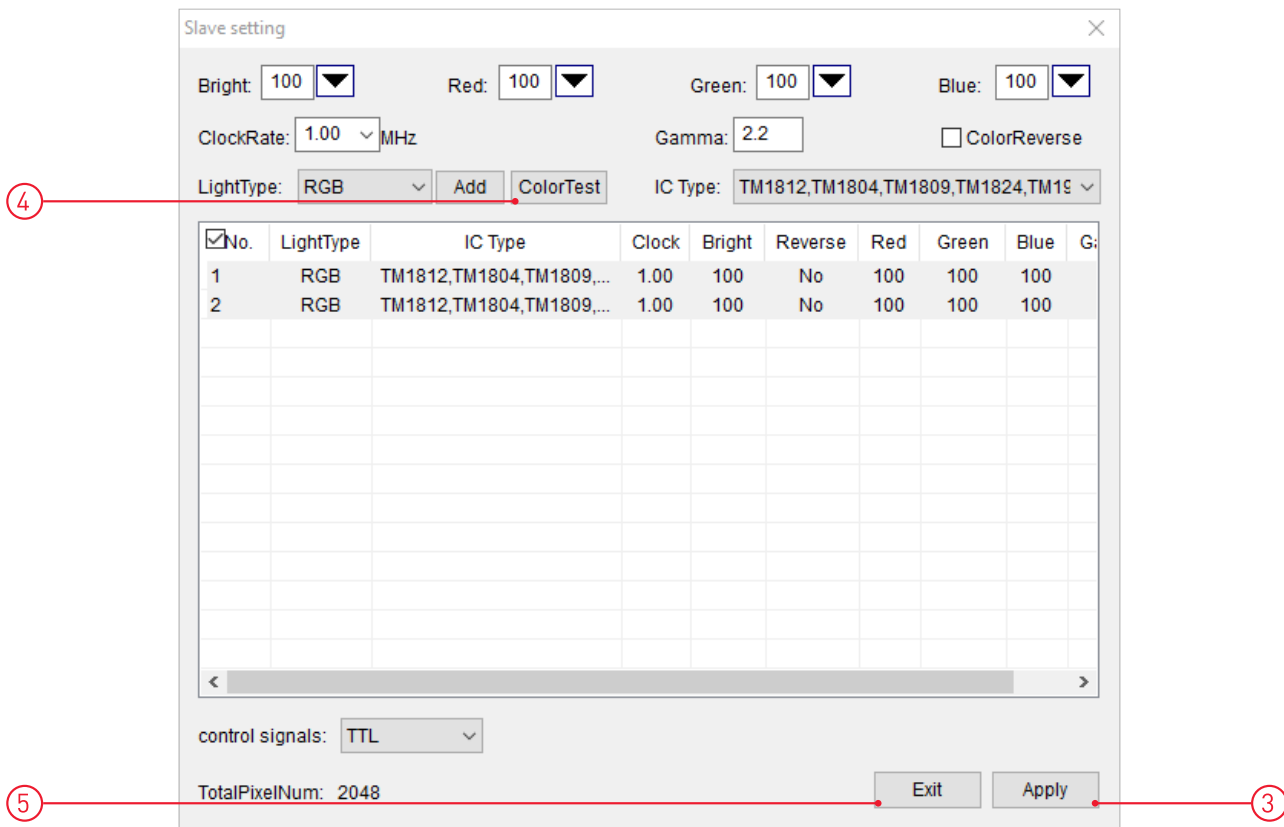 Slave setting
Bright: 100 Red: 100 Green: 100 Blue: 100
ClockRate: 1.00 MHz Gamma: 2.2 ColorReverse
LightType: RGB Add ColorTest IC Type: TM1812,TM1804,TM1809,TM1824,TM19
4
No. LightType IC Type Clock Bright Reverse Red Green Blue Ga
1 RGB TM1812,TM1804,TM1809,... 1.00 100 No 100 100 100
2 RGB TM1812,TM1804,TM1809,... 1.00 100 No 100 100 100
control signals: TTL
5 TotalPixelNum: 2048 Exit Apply 3